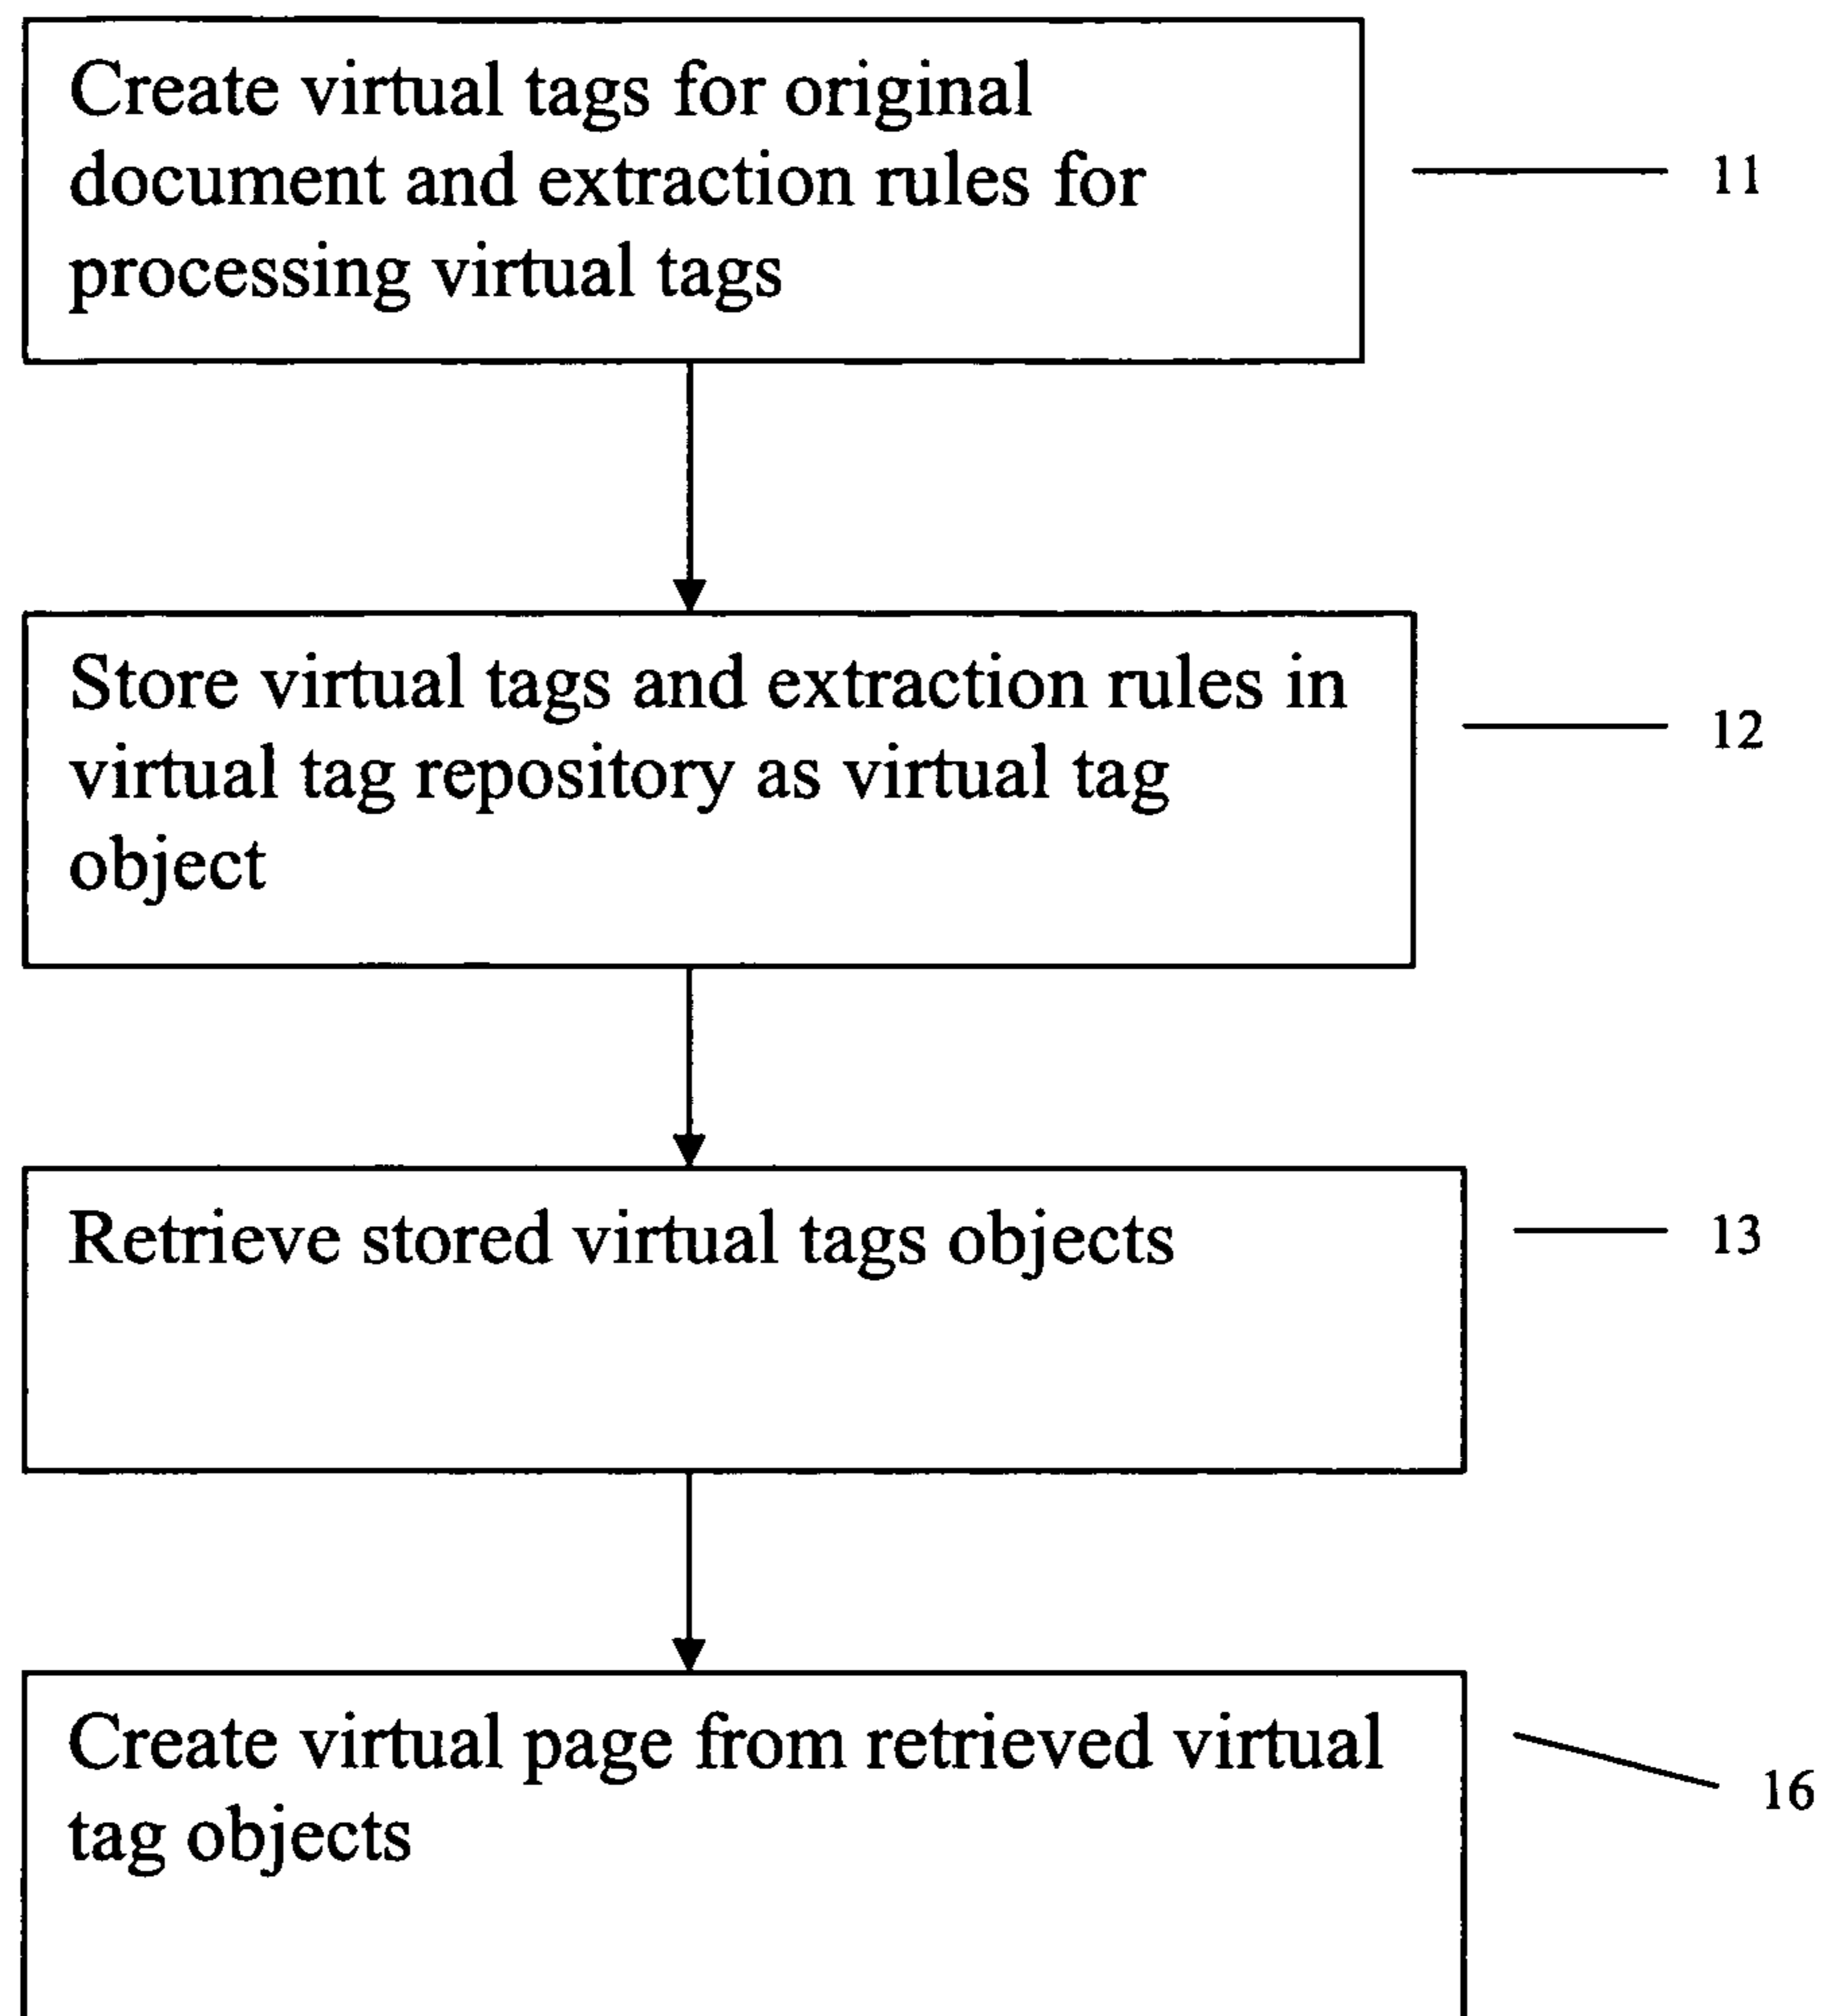 Create virtual tags for original
document and extraction rules for
processing virtual tags
11
Store virtual tags and extraction rules in
virtual tag repository as virtual tag
object
12
Retrieve stored virtual tags objects
13
Create virtual page from retrieved virtual
tag objects
16